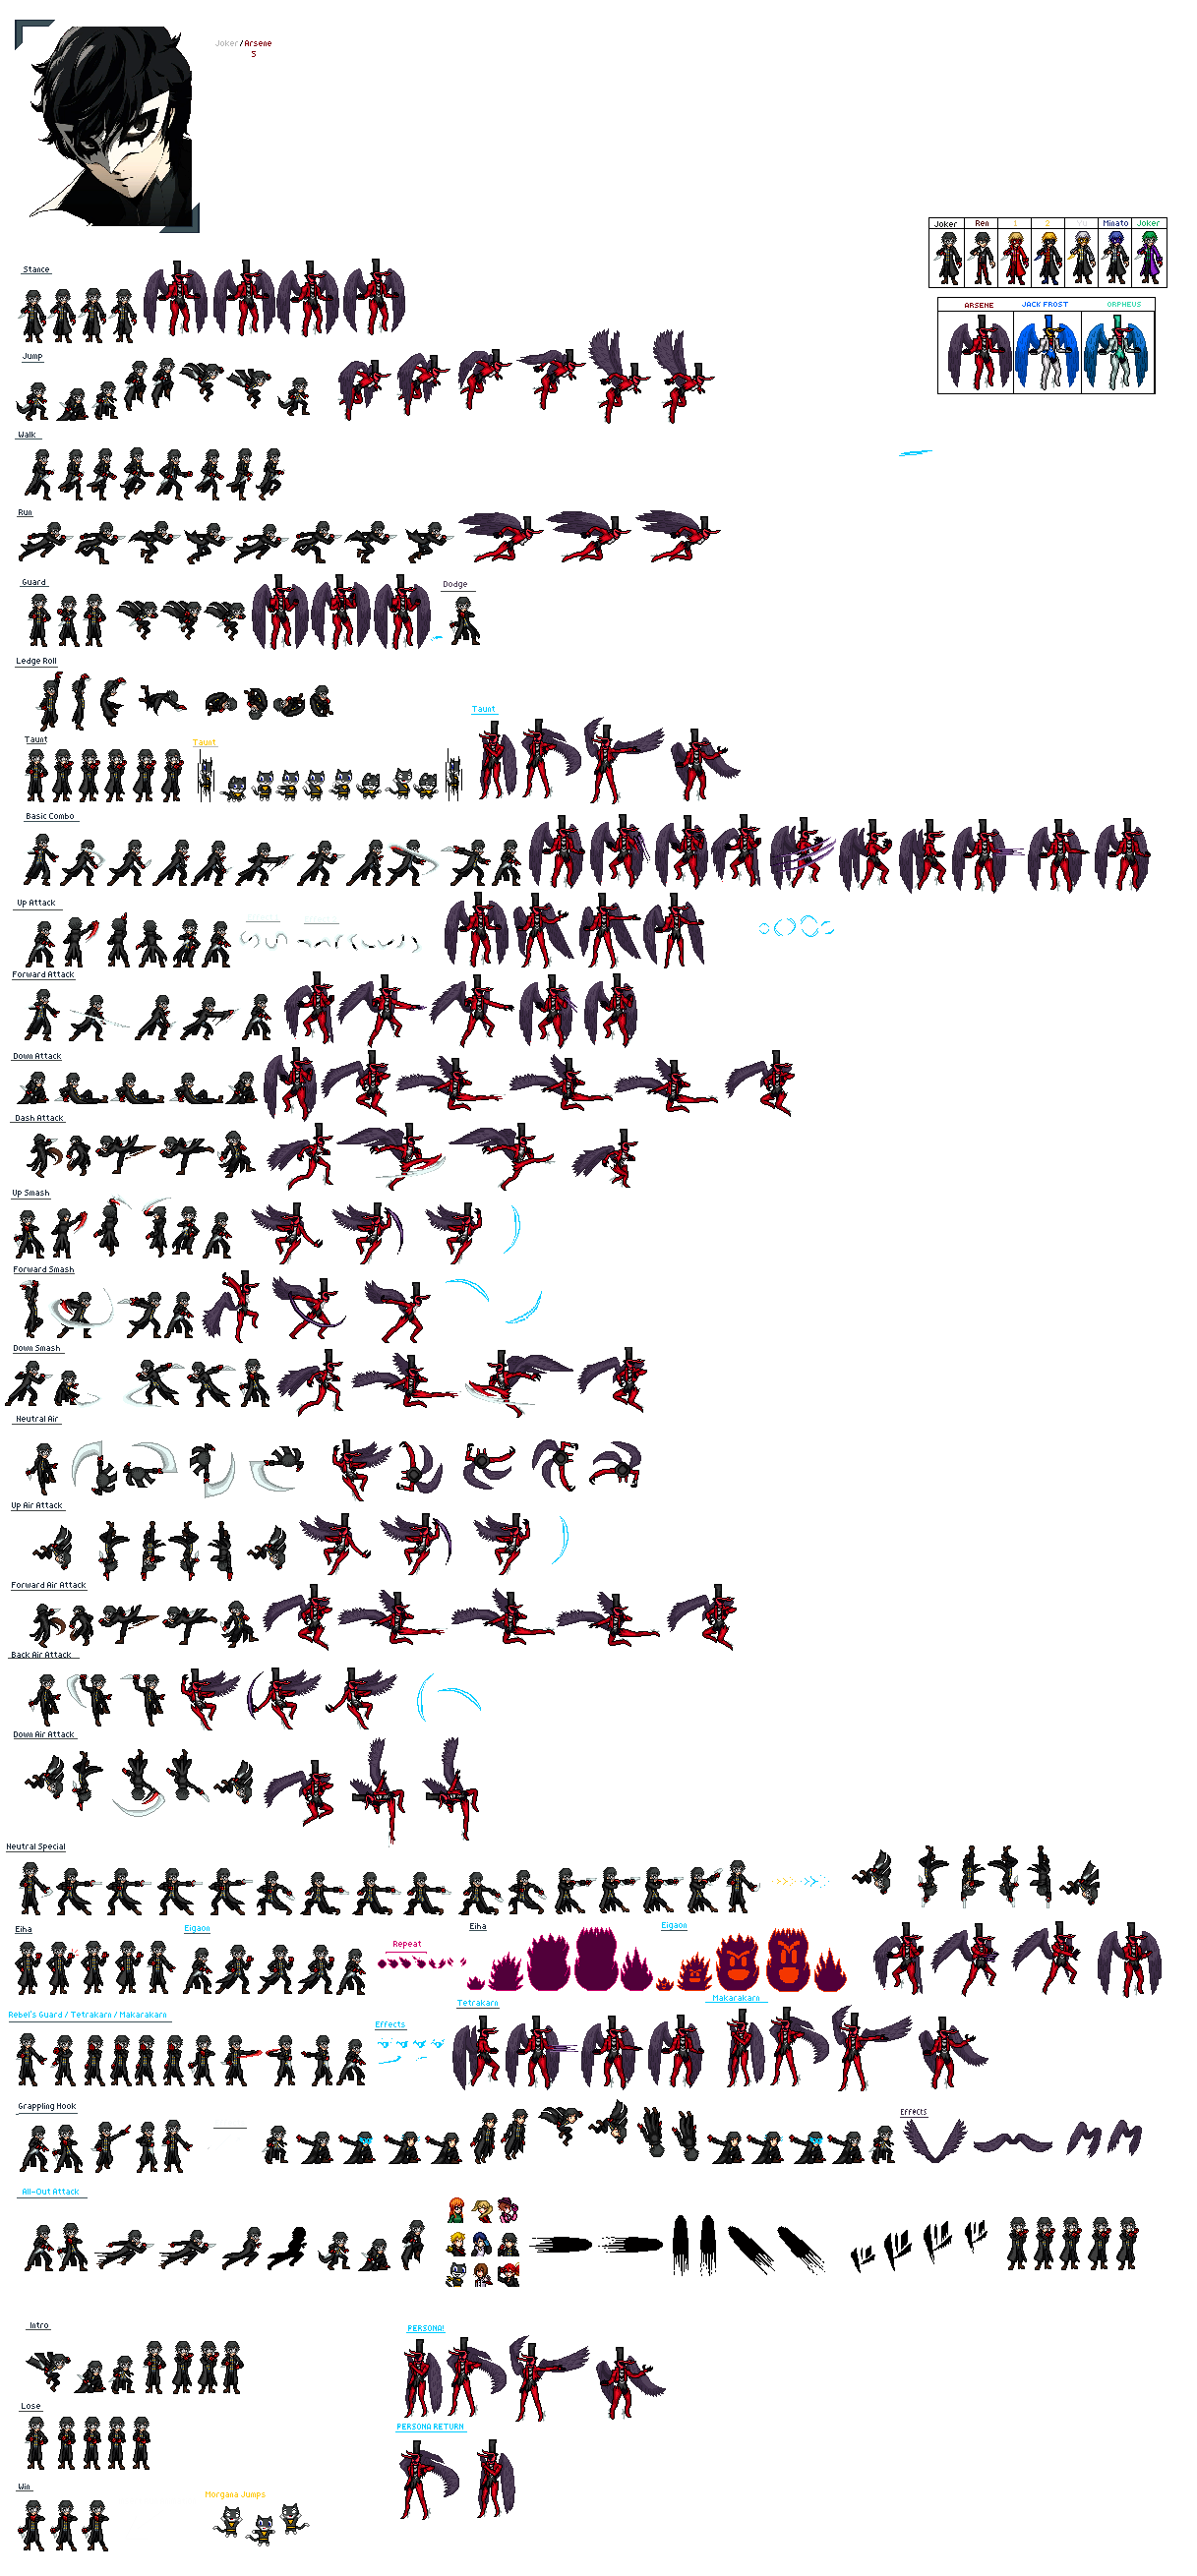 Joker/Arsene
5
Joker Ren 1 2 Yu Minato Joker
ARSENE JACK FROST ORPHEUS
Stance
Jump
Walk
Run
Guard
Dodge
Ledge Roll
Taunt
Taunt
Taunt
Basic Combo
Up Attack
Forward Attack
Down Attack
Dash Attack
Up Smash
Forward Smash
Down Smash
Neutral Air
Up Air Attack
Forward Air Attack
Back Air Attack
Down Air Attack
Neutral Special
Eiha
Eigaon
Repeat
Eiha
Eigaon
Rebel's Guard / Tetrakarn / Makarakarn
Effects
Tetrakarn
Makarakarn
Grappling Hook
Effects
All-Out Attack
Intro
PERSONA!
Lose
PERSONA RETURN
Win
Morgana Jumps